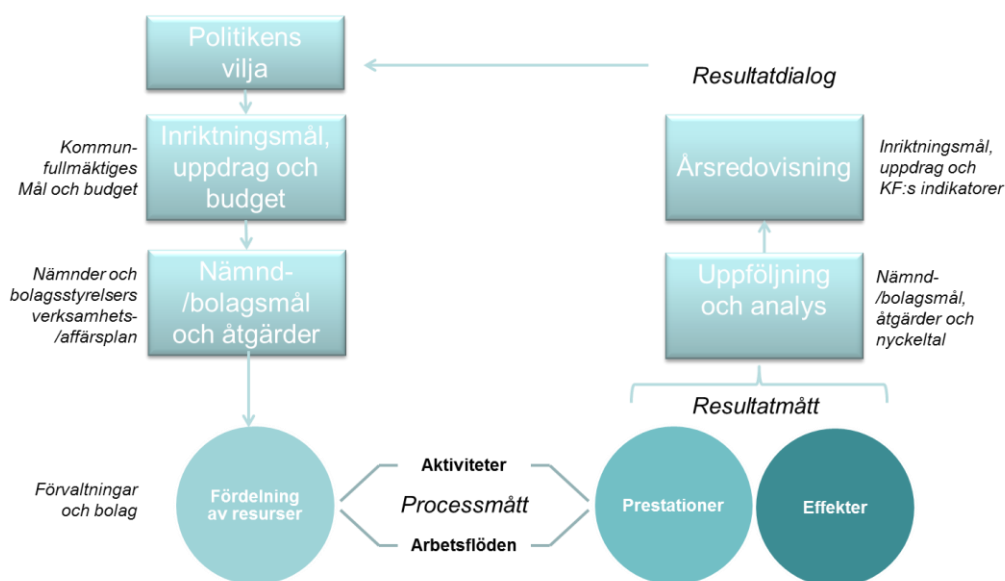 Politikens
vilja
Resultatdialog
Kommun-
fullmäktiges
Mål och budget
Inriktningsmål,
uppdrag och
budget
Årsredovisning
Inriktningsmål,
uppdrag och
KF:s indikatorer
Nämnder och
bolagsstyrelsers
verksamhets-
/affärsplan
Nämnd-
/bolagsmål
och åtgärder
Uppföljning
och analys
Nämnd-
/bolagsmål,
åtgärder och
nyckeltal
Resultatmått
Förvaltningar
och bolag
Fördelning
av resurser
Aktiviteter
Processmått
Arbetsflöden
Prestationer
Effekter